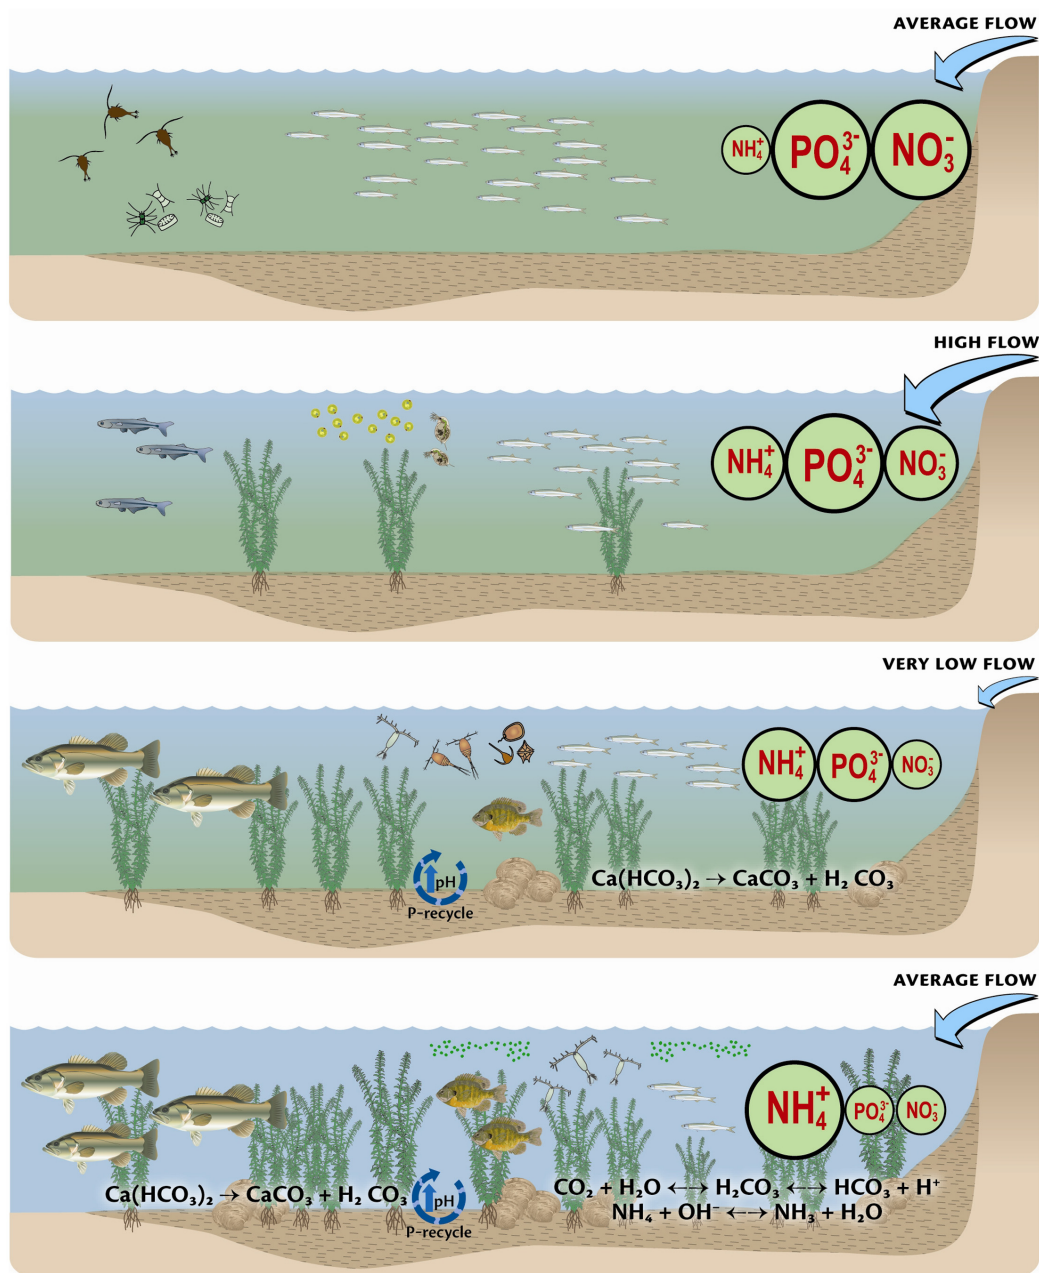 AVERAGE FLOW
NH₄⁺ PO₄³⁻ NO₃⁻
HIGH FLOW
NH₄⁺ PO₄³⁻ NO₃⁻
VERY LOW FLOW
NH₄⁺ PO₄³⁻ NO₃⁻
Ca(HCO₃)₂ → CaCO₃ + H₂ CO₃
pH
P-recycle
AVERAGE FLOW
NH₄⁺ PO₄³⁻ NO₃⁻
Ca(HCO₃)₂ → CaCO₃ + H₂ CO₃
pH
P-recycle
CO₂ + H₂O ⟷ H₂CO₃ ⟷ HCO₃ + H⁺
NH₄ + OH⁻ ⟷ NH₃ + H₂O